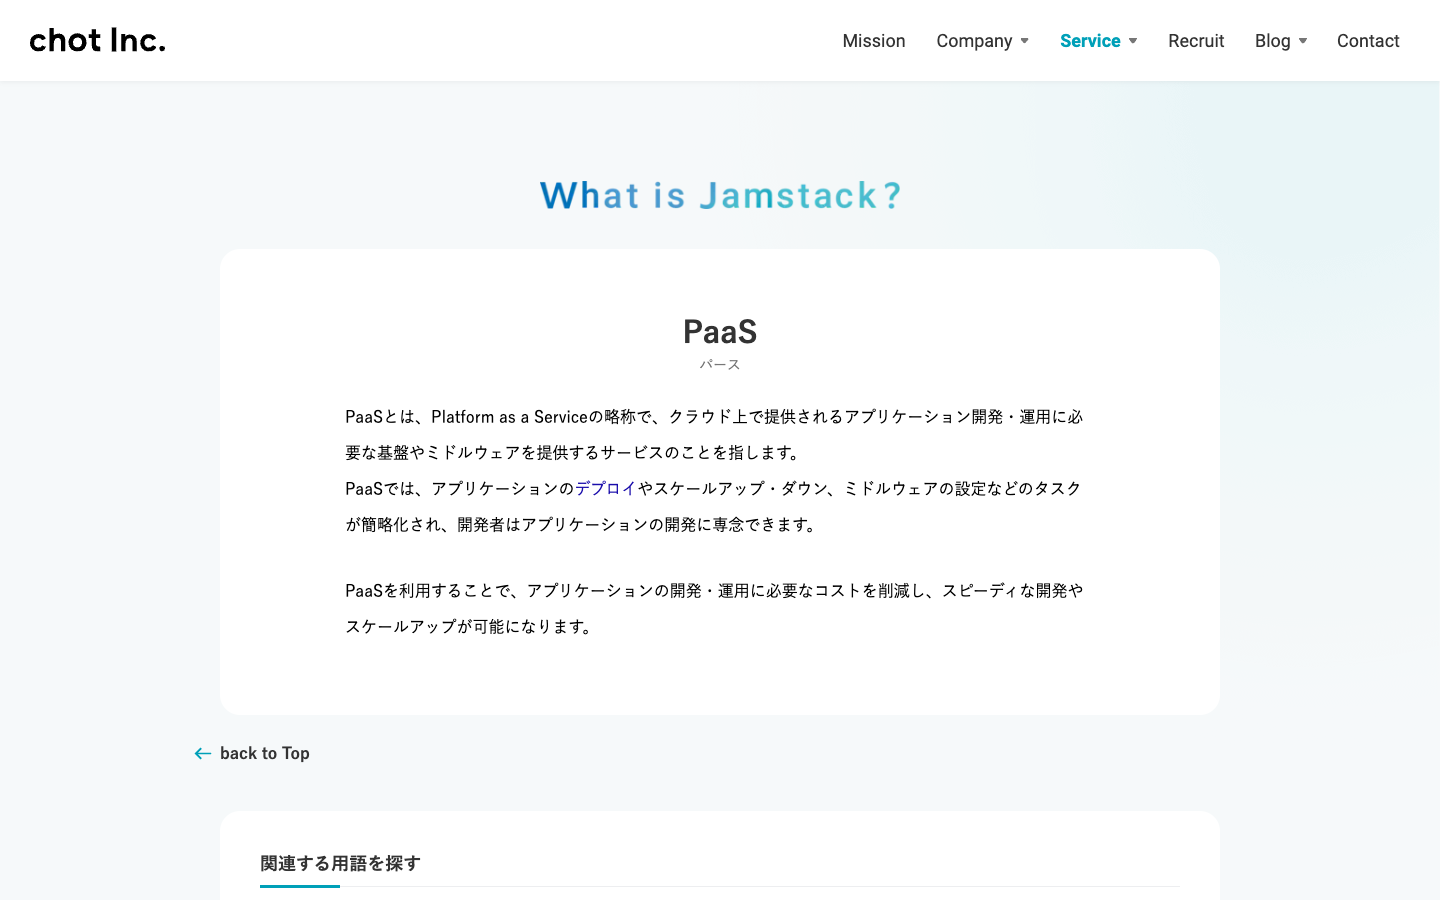 chot Inc.
Mission Company Service Recruit Blog Contact
What is Jamstack?
PaaS
パース
PaaSとは、Platform as a Serviceの略称で、クラウド上で提供されるアプリケーション開発・運用に必
要な基盤やミドルウェアを提供するサービスのことを指します。
PaaSでは、アプリケーションのデプロイやスケールアップ・ダウン、ミドルウェアの設定などのタスク
が簡略化され、開発者はアプリケーションの開発に専念できます。
PaaSを利用することで、アプリケーションの開発・運用に必要なコストを削減し、スピーディな開発や
スケールアップが可能になります。
back to Top
関連する用語を探す